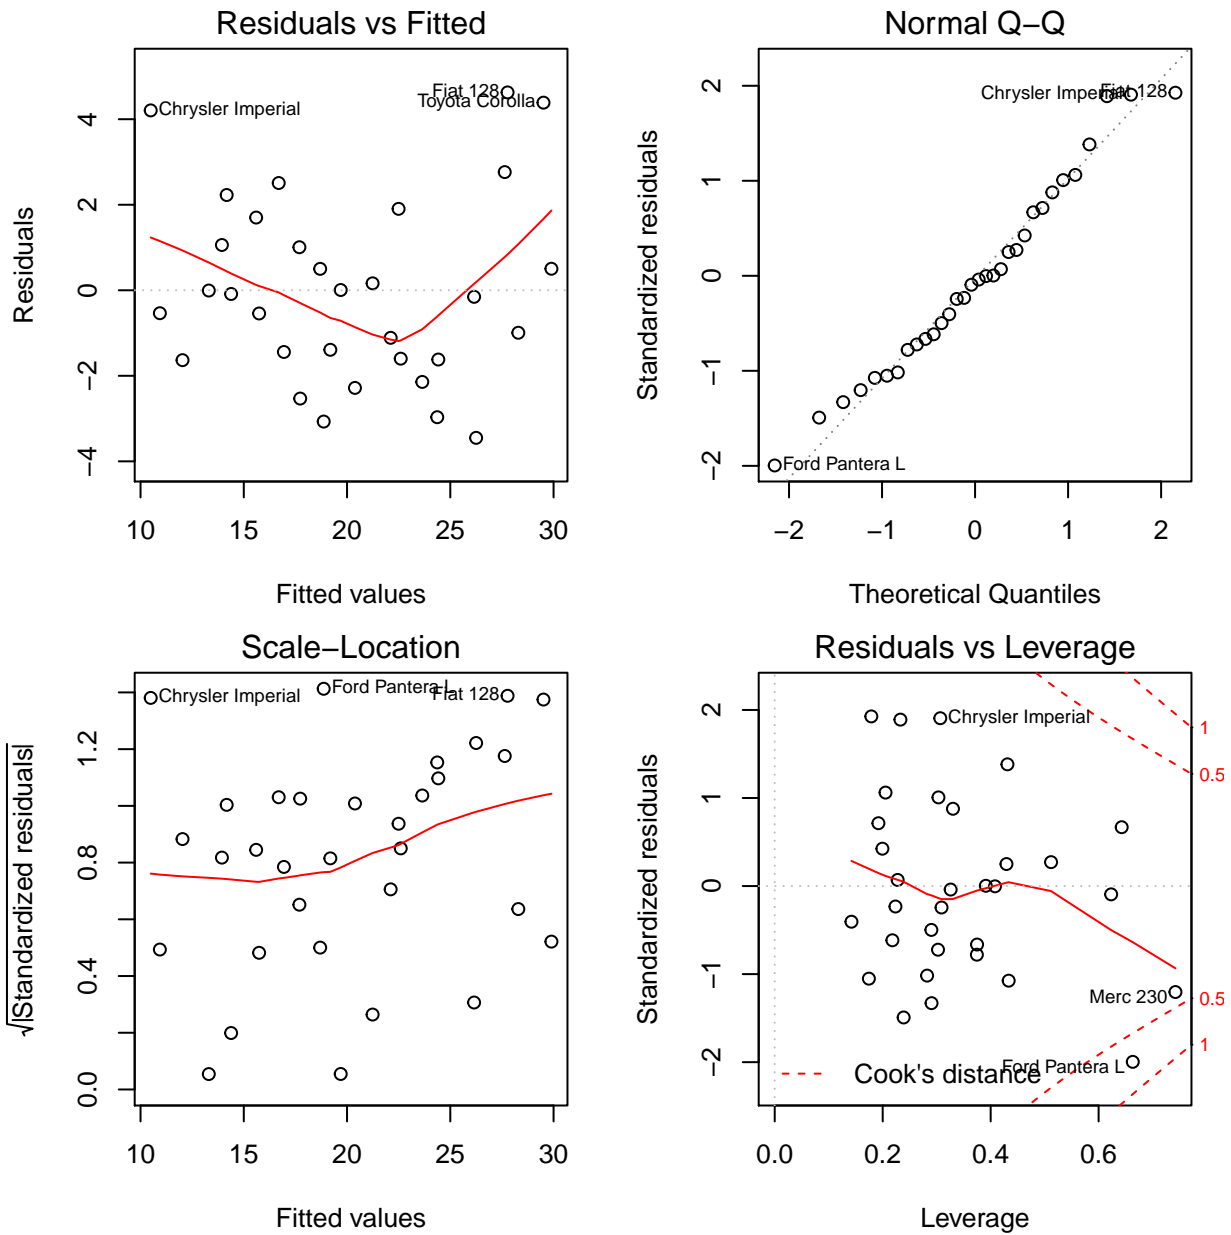 Residuals vs Fitted
Residuals
4
2
0
−2
−4
Chrysler Imperial
Fiat 128
Toyota Corolla
10 15 20 25 30
Fitted values
Normal Q−Q
Standardized residuals
2
1
0
−1
−2
Chrysler Imperial
Fiat 128
Ford Pantera L
−2 −1 0 1 2
Theoretical Quantiles
Scale−Location
√|Standardized residuals|
1.2
0.8
0.4
0.0
Chrysler Imperial
Ford Pantera L
Fiat 128
10 15 20 25 30
Fitted values
Residuals vs Leverage
Standardized residuals
2
1
0
−1
−2
Chrysler Imperial
1
0.5
Merc 230
0.5
1
Ford Pantera L
Cook's distance
0.0 0.2 0.4 0.6
Leverage